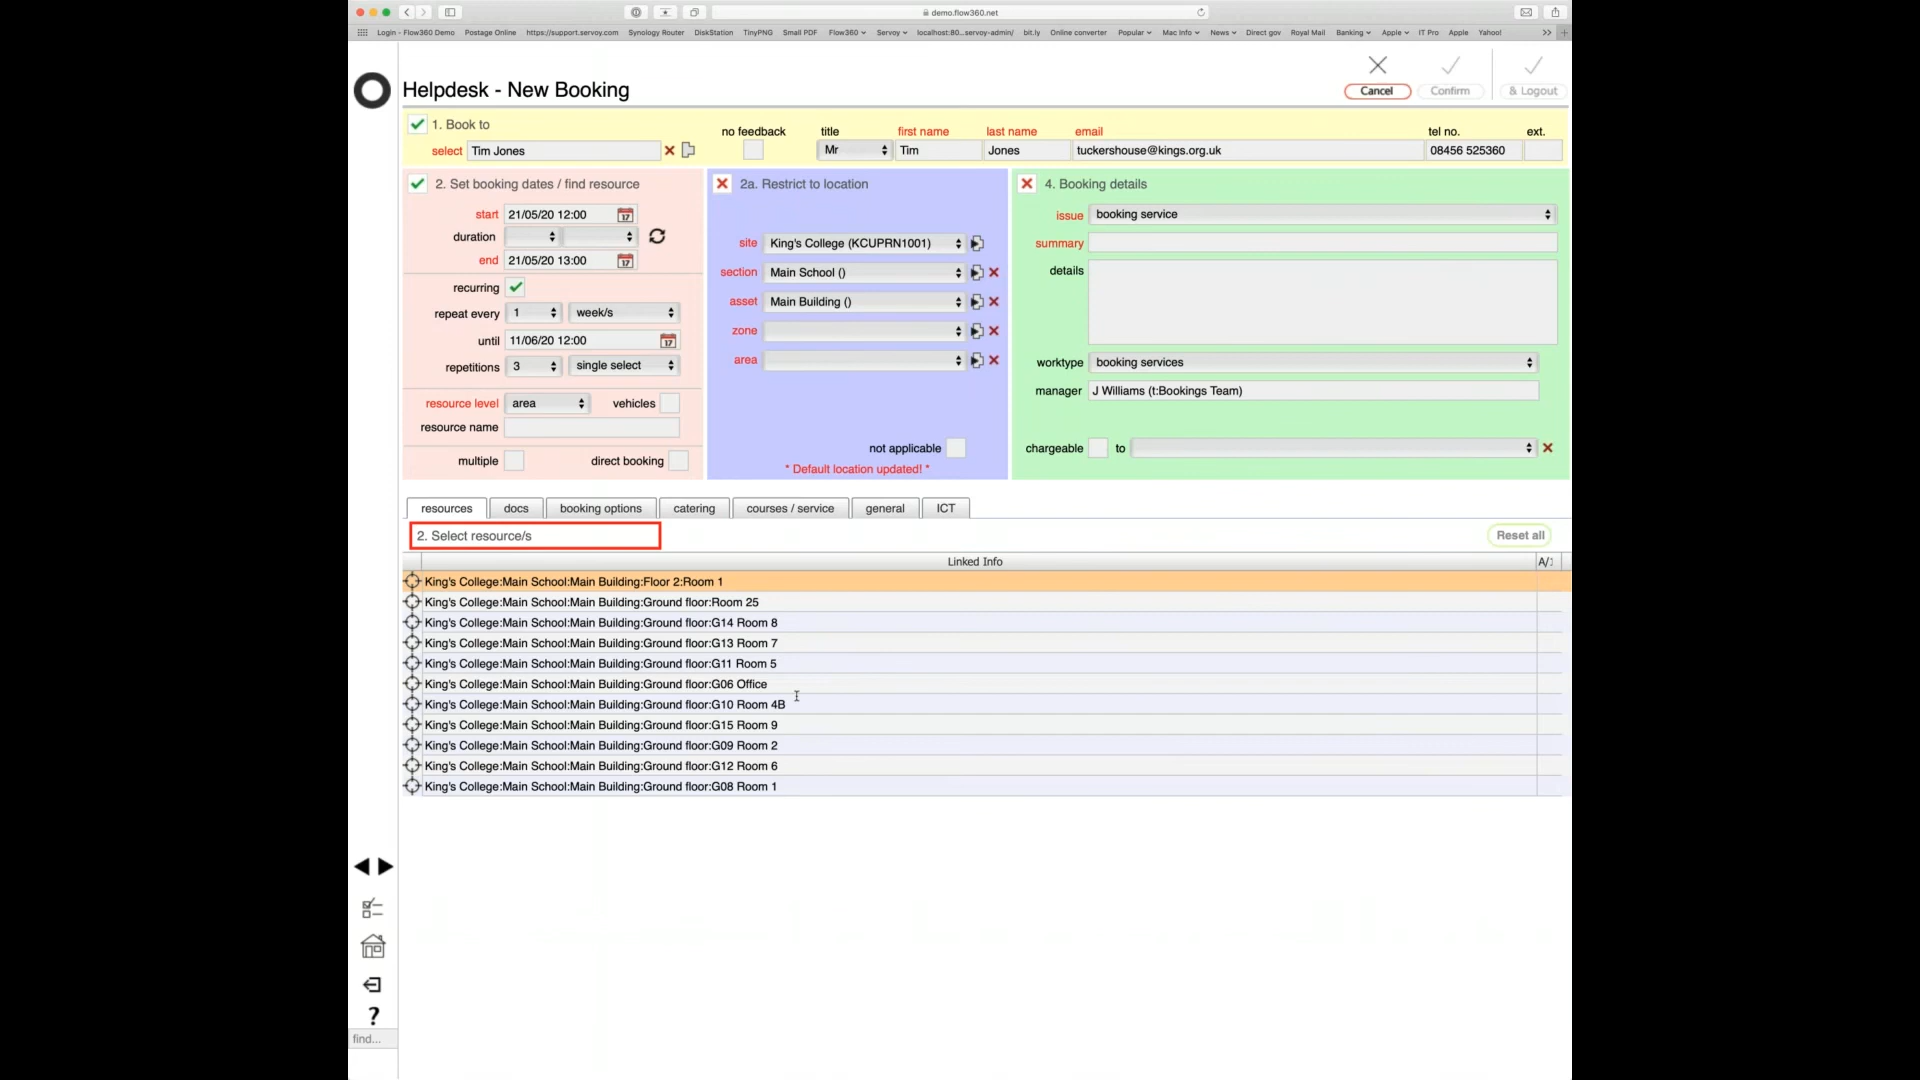 demo.flow360.net
Login - Flow360 Demo Postage Online https://support.servoy.com Synology Router DiskStation TinyPNG Small PDF Flow360 Servoy localhost:80...servoy-admin/ bit.ly Online converter Popular Mac Info News Direct gov Royal Mail Banking Apple IT Pro Apple Yahoo!
Helpdesk - New Booking
Cancel Confirm & Logout
1. Book to
no feedback title first name last name email tel no. ext.
select Tim Jones Mr Tim Jones tuckershouse@kings.org.uk 08456 525360
2. Set booking dates / find resource
start 21/05/20 12:00 17
duration
end 21/05/20 13:00 17
recurring
repeat every 1 week/s
until 11/06/20 12:00 17
repetitions 3 single select
resource level area vehicles
resource name
multiple direct booking
2a. Restrict to location
site King's College (KCUPRN1001)
section Main School ()
asset Main Building ()
zone
area
not applicable
* Default location updated! *
4. Booking details
issue booking service
summary
details
worktype booking services
manager J Williams (t:Bookings Team)
chargeable to
resources docs booking options catering courses / service general ICT
2. Select resource/s
Reset all
Linked Info
King's College:Main School:Main Building:Floor 2:Room 1
King's College:Main School:Main Building:Ground floor:Room 25
King's College:Main School:Main Building:Ground floor:G14 Room 8
King's College:Main School:Main Building:Ground floor:G13 Room 7
King's College:Main School:Main Building:Ground floor:G11 Room 5
King's College:Main School:Main Building:Ground floor:G06 Office
King's College:Main School:Main Building:Ground floor:G10 Room 4B
King's College:Main School:Main Building:Ground floor:G15 Room 9
King's College:Main School:Main Building:Ground floor:G09 Room 2
King's College:Main School:Main Building:Ground floor:G12 Room 6
King's College:Main School:Main Building:Ground floor:G08 Room 1
?
find...